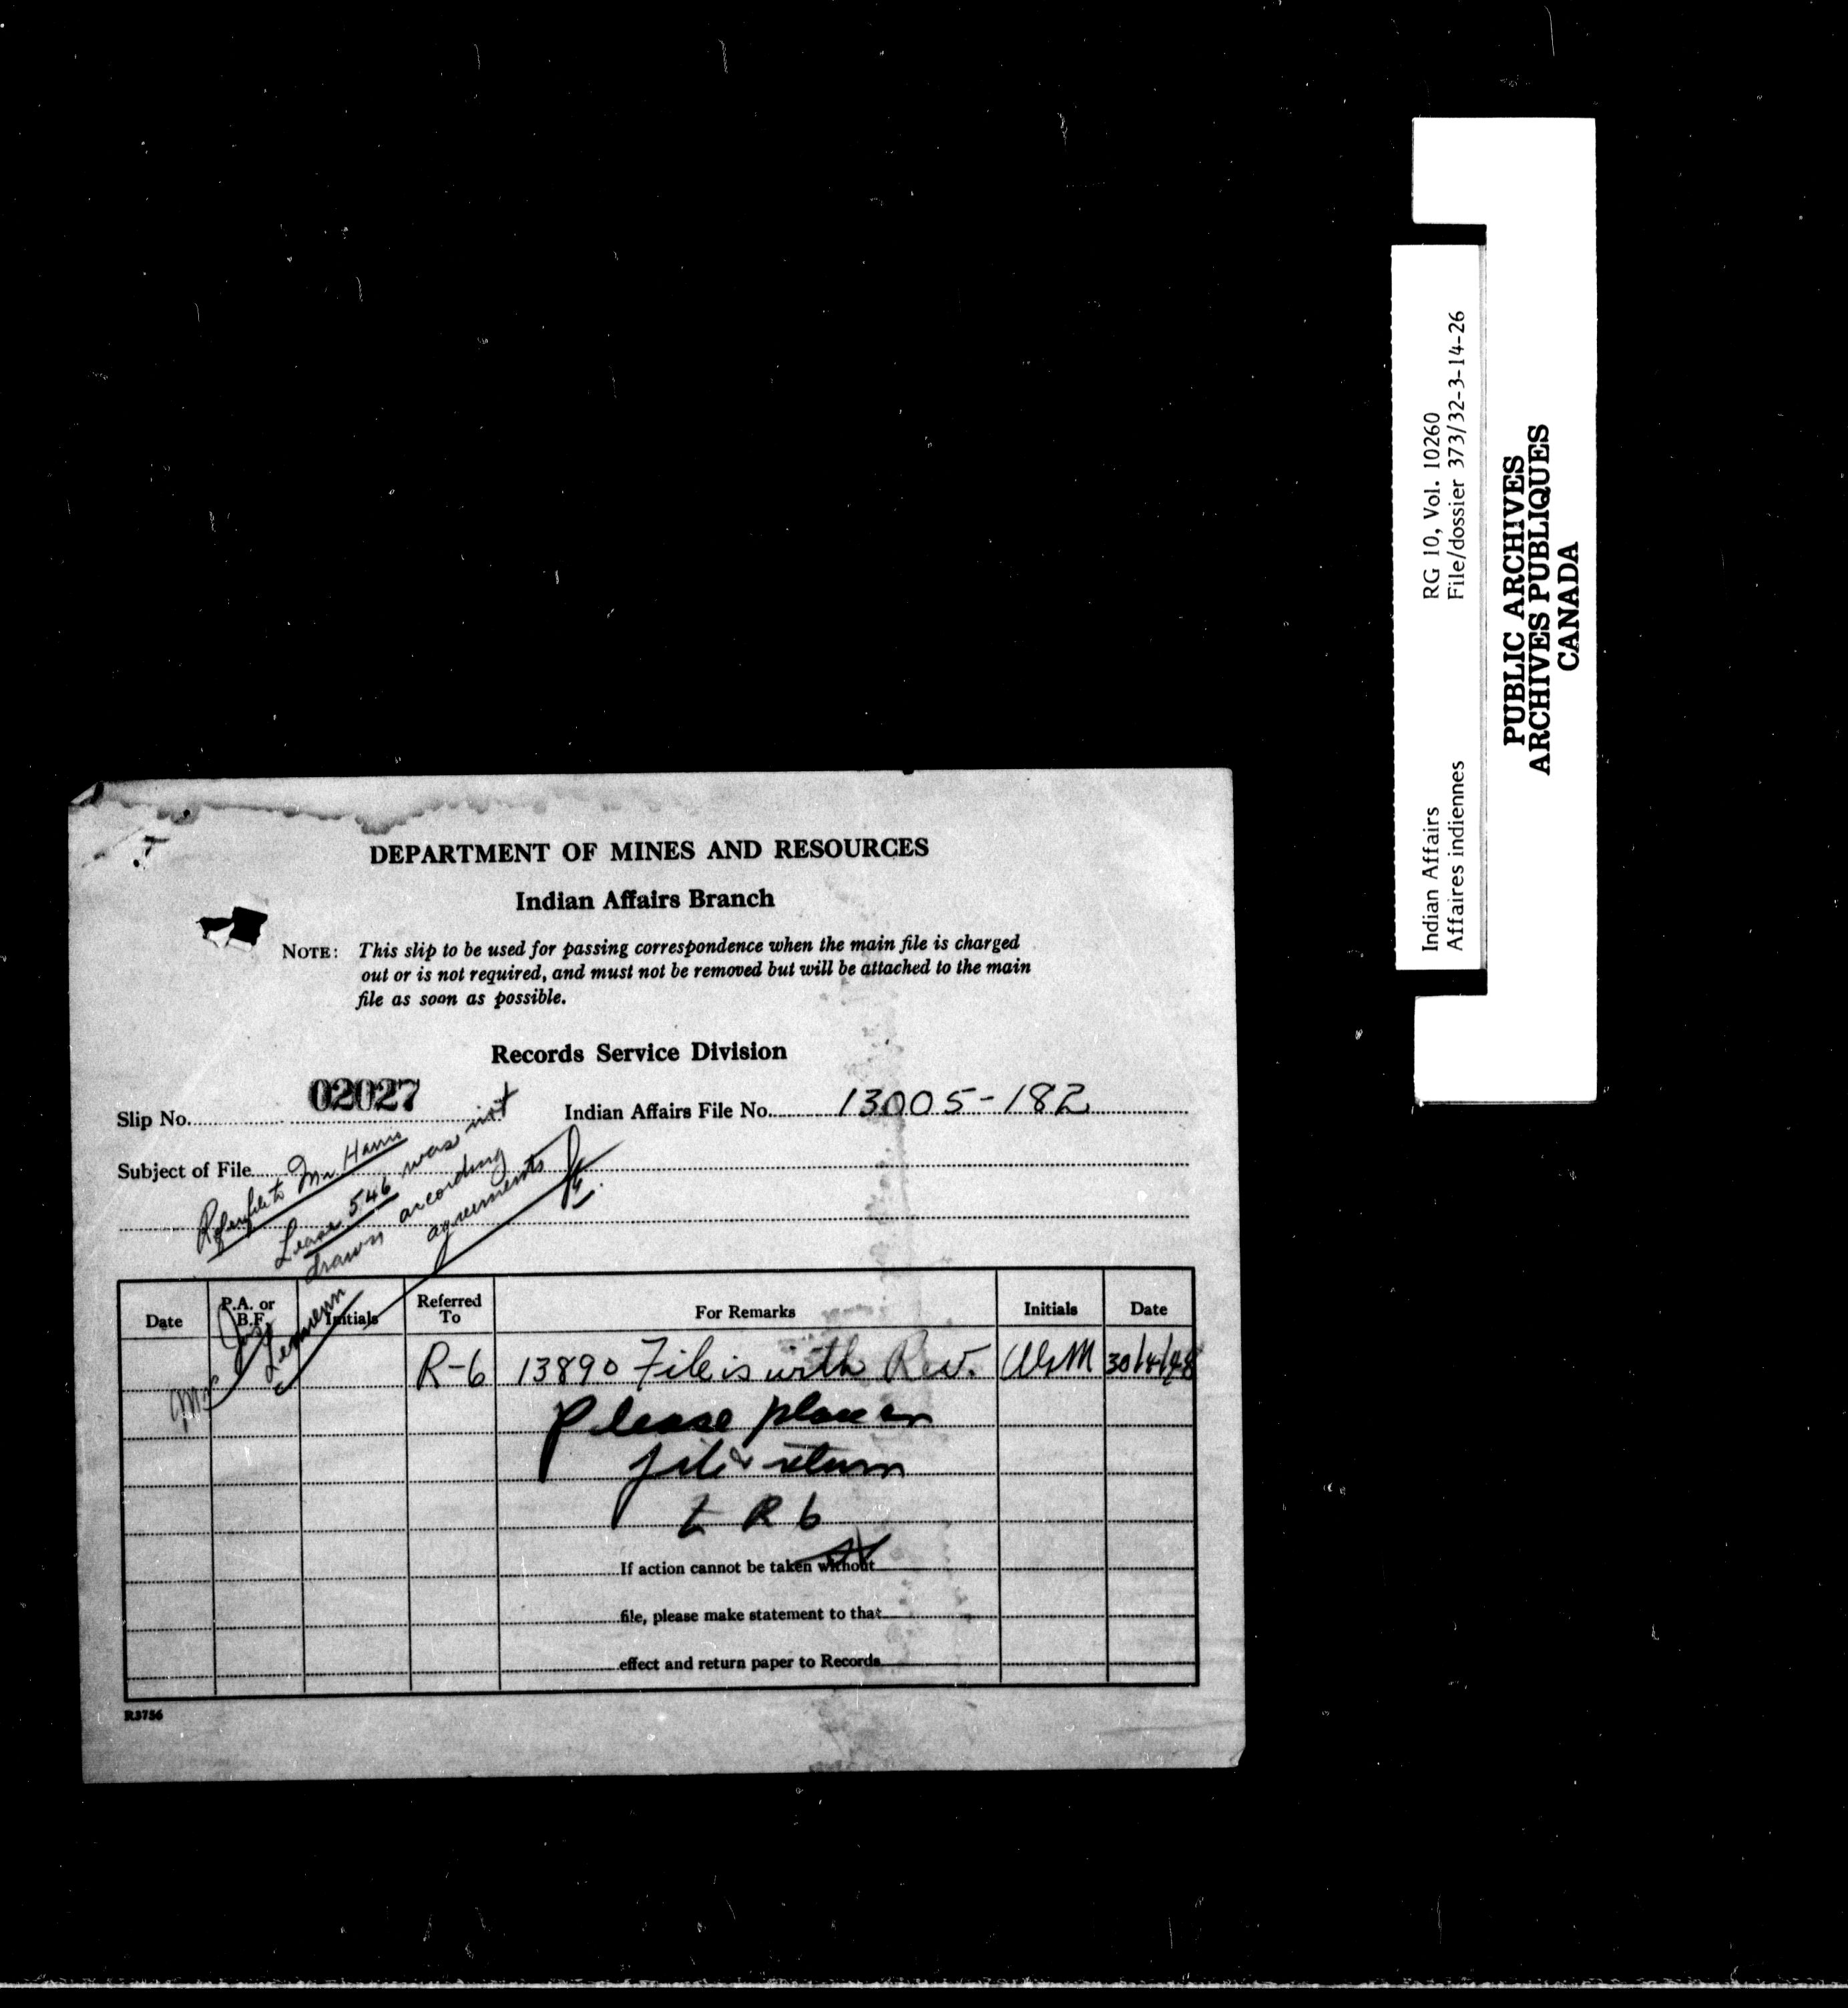 DEPARTMENT OF MINES AND RESOURCES
Indian Affairs Branch
NOTE: This slip to be used for passing correspondence when the main file is charged
out or is not required, and must not be removed but will be attached to the main
file as soon as possible.
Records Service Division
Slip No. 02027 Indian Affairs File No. 13005-182
Subject of File
Mr. Harris
Lease 546 was not
drawn according
agreements
Date P.A. or B.F. Initials Referred To For Remarks Initials Date
R-6 13890 File is with Rev. 30/4/48
Please place on
file & return
to R 6
If action cannot be taken without
file, please make statement to that
effect and return paper to Records
R3756
Indian Affairs RG 10, Vol. 10260
Affaires indiennes File/dossier 373/32-3-14-26
PUBLIC ARCHIVES
ARCHIVES PUBLIQUES
CANADA